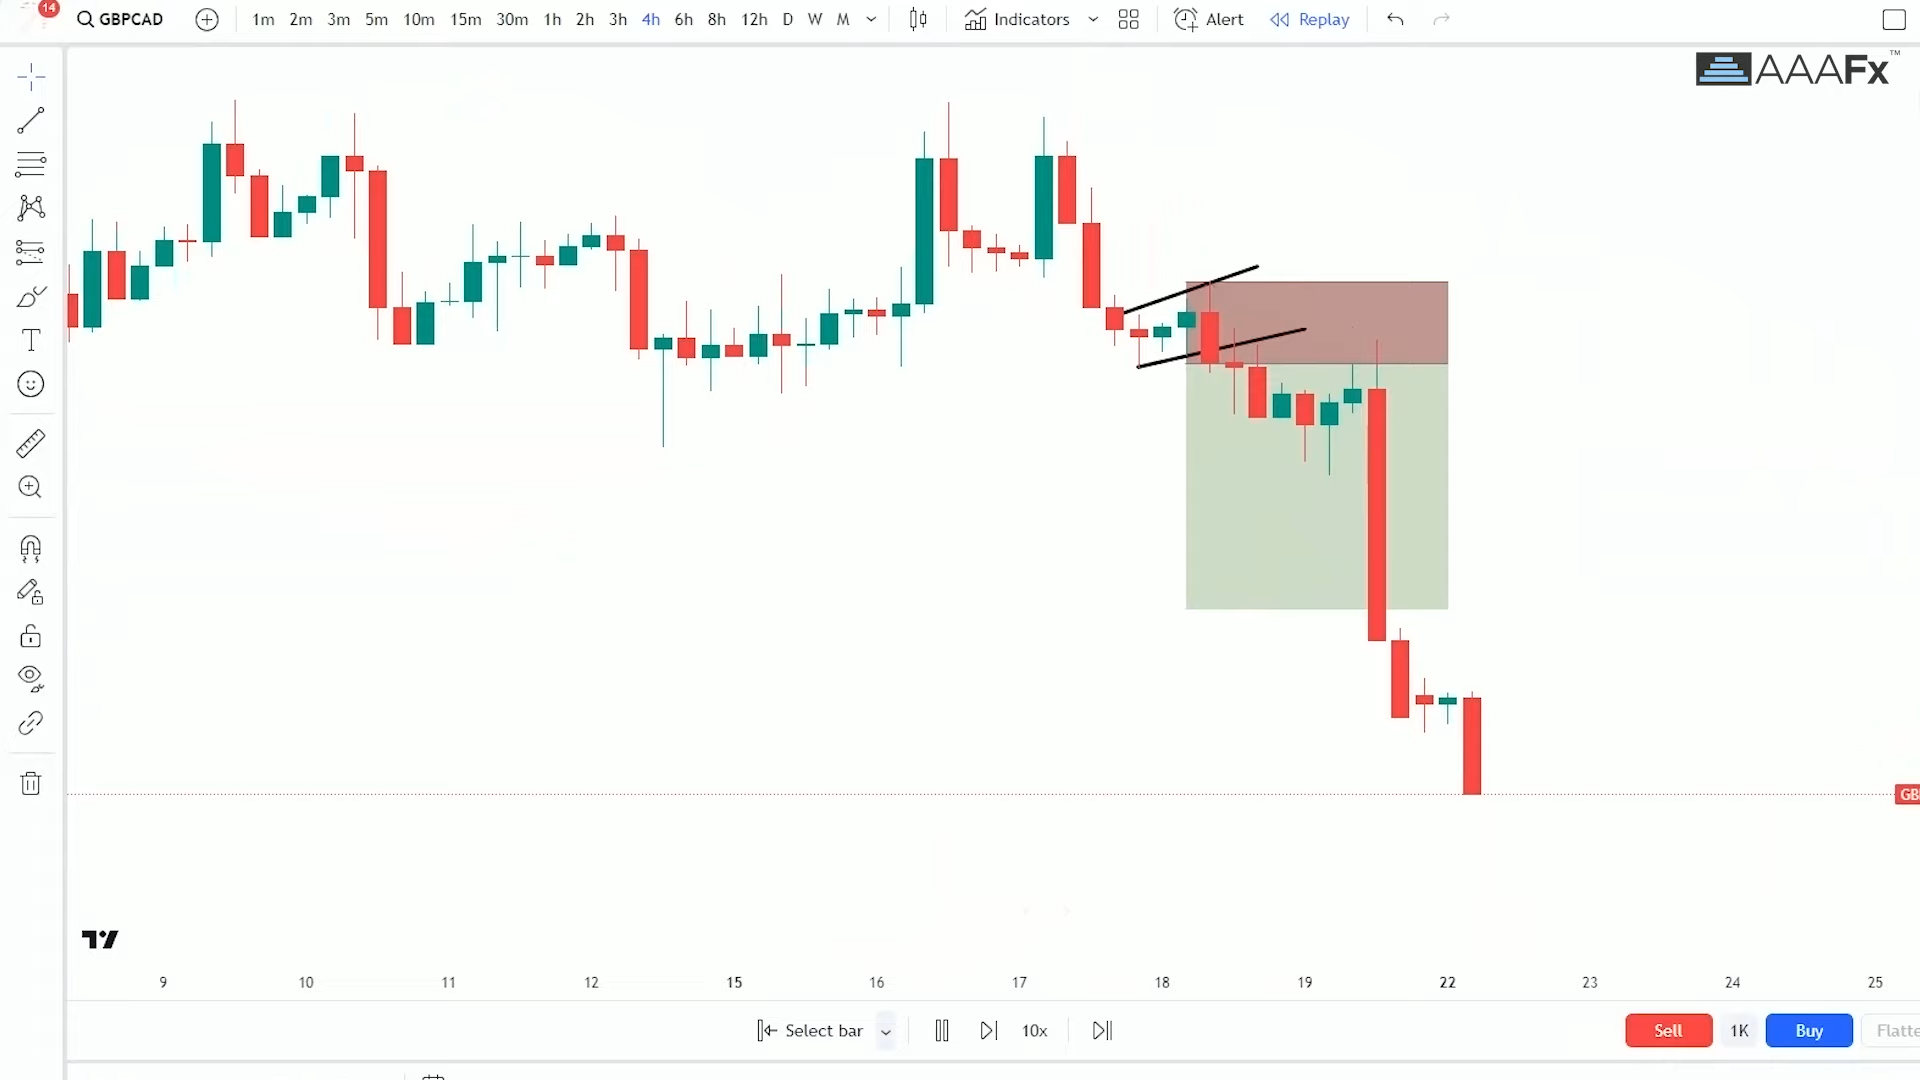 14
GBPCAD 1m 2m 3m 5m 10m 15m 30m 1h 2h 3h 4h 6h 8h 12h D W M Indicators Alert Replay
AAAFx™
T
GB
9 10 11 12 15 16 17 18 19 22 23 24 25
Select bar 10x Sell 1K Buy Flatte